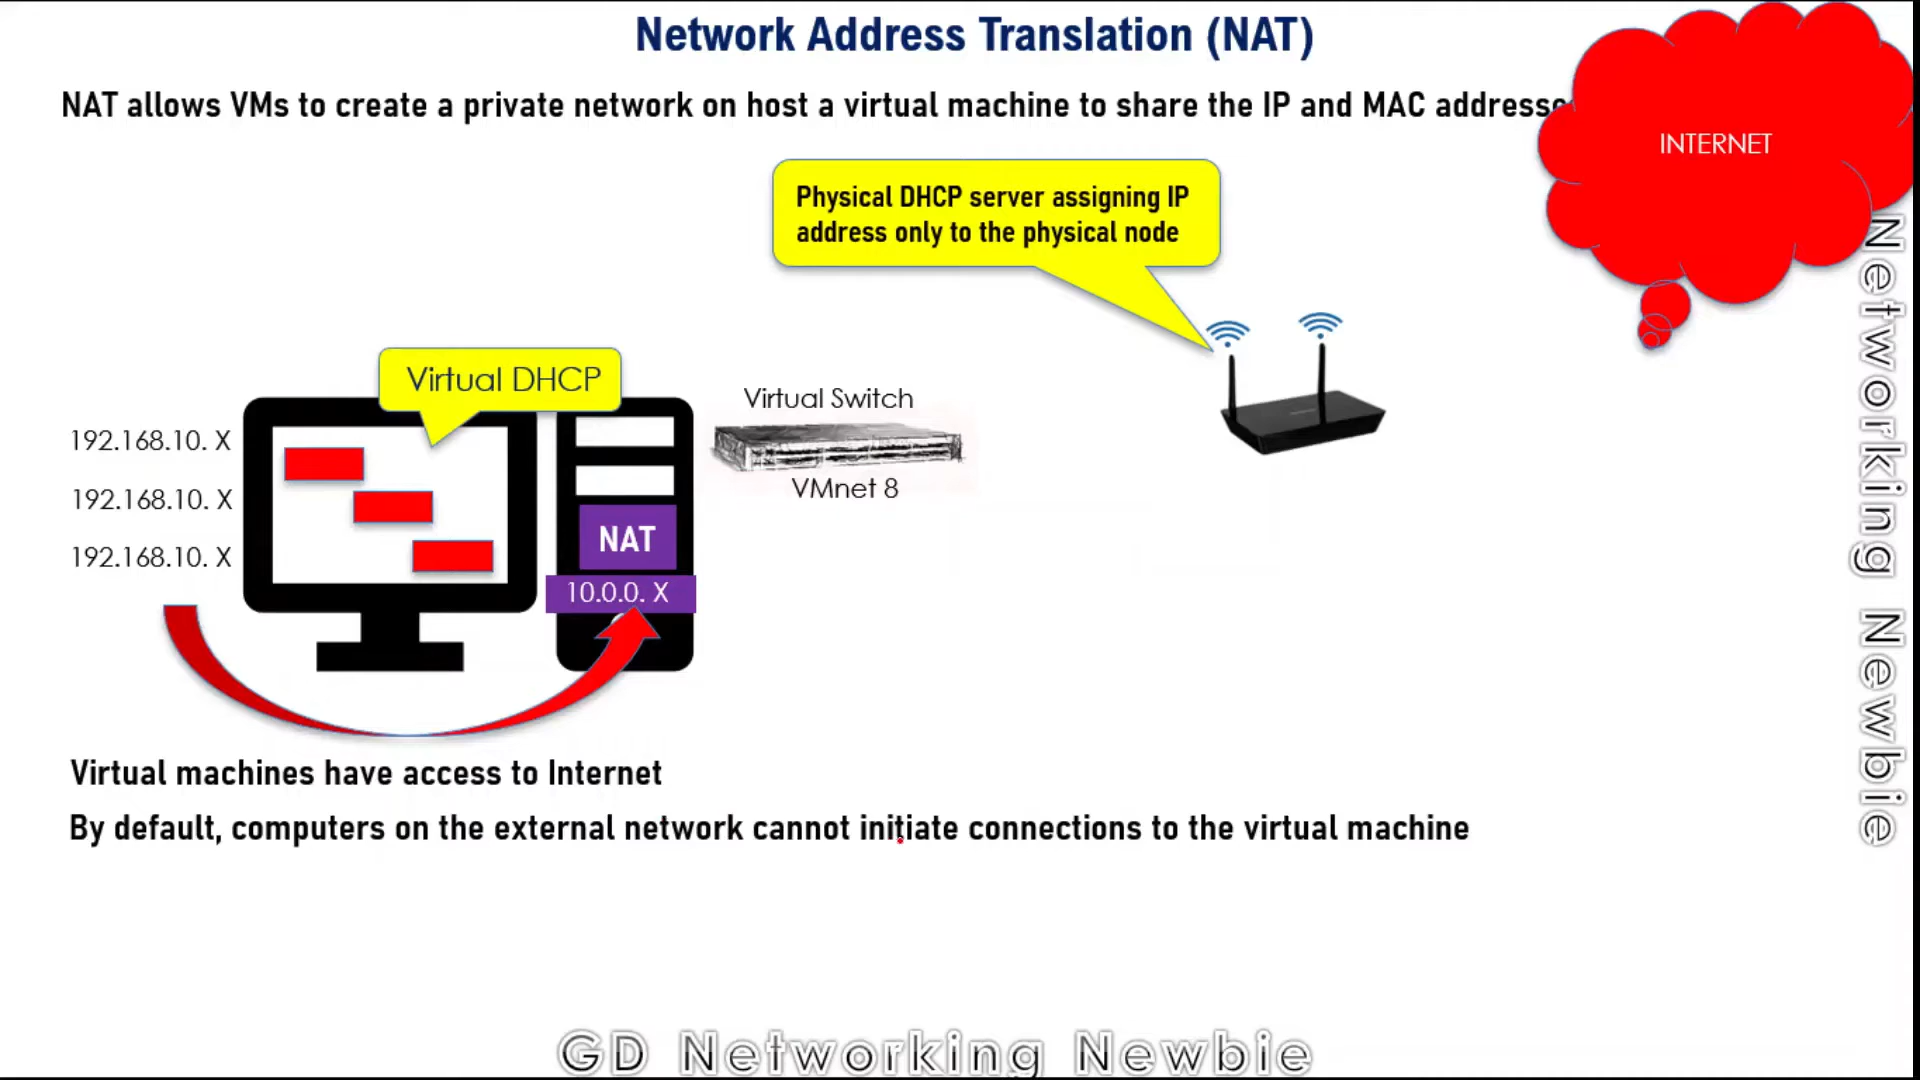 Network Address Translation (NAT)
NAT allows VMs to create a private network on host a virtual machine to share the IP and MAC addresse
INTERNET
Physical DHCP server assigning IP
address only to the physical node
Virtual DHCP
Virtual Switch
VMnet 8
192.168.10. X
192.168.10. X
192.168.10. X
NAT
10.0.0. X
Virtual machines have access to Internet
By default, computers on the external network cannot initiate connections to the virtual machine
Networking Newbie
GD Networking Newbie